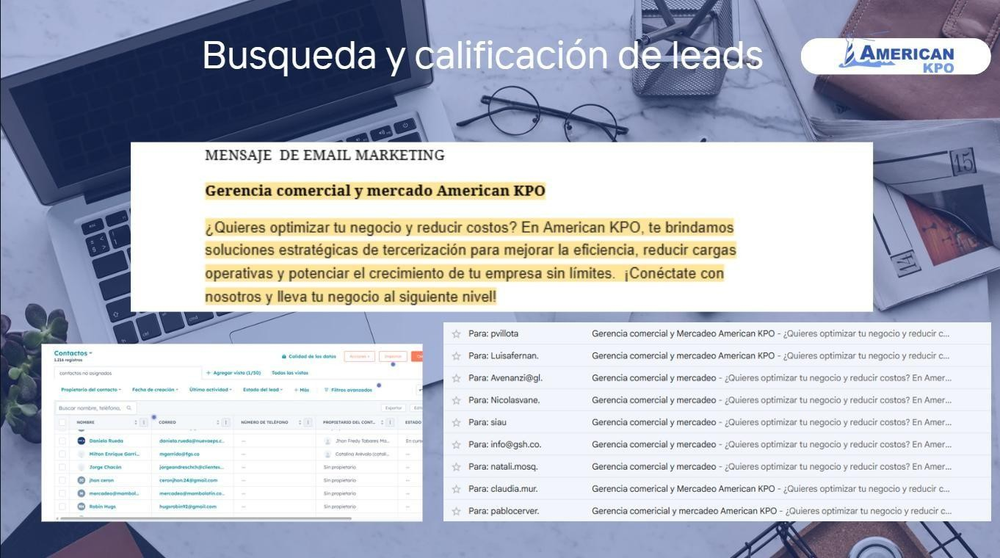 Busqueda y calificación de leads
AMERICAN
KPO
MENSAJE DE EMAIL MARKETING
Gerencia comercial y mercado American KPO
¿Quieres optimizar tu negocio y reducir costos? En American KPO, te brindamos
soluciones estratégicas de tercerización para mejorar la eficiencia, reducir cargas
operativas y potenciar el crecimiento de tu empresa sin límites. ¡Conéctate con
nosotros y lleva tu negocio al siguiente nivel!
15
14
Contactos
1.216 registros
Calidad de los datos Acciones Importar
contactos no asignados + Agregar vista (1/50) Todas las vistas
Propietario del contacto Fecha de creación Última actividad Estado del lead + Más Filtros avanzados
Buscar nombre, teléfono, Exportar
NOMBRE CORREO NÚMERO DE TELÉFONO PROPIETARIO DEL CONT... ESTADO
Daniela Rueda daniela.rueda@nuevaeps.c... -- Jhon Fredy Tabares Ma... En curs
Hilton Enrique Garri... mgarrido@fgs.co -- Catalina Arévalo (catali... --
Jorge Chacón jorgeandreschch@clientes... -- Sin propietario --
jhon ceron ceronjhon.24@gmail.com -- Sin propietario --
mercadeo@mambol... mercadeo@mambolatin.co... -- Sin propietario --
Robin Hugs hugsrobin92@gmail.com -- Sin propietario --
Para: pvillota Gerencia comercial y Mercadeo American KPO - ¿Quieres optimizar tu negocio y reducir c...
Para: Luisafernan. Gerencia comercial y Mercadeo American KPO - ¿Quieres optimizar tu negocio y reducir c...
Para: Avenanzi@gl. Gerencia comercial y mercadeo - ¿Quieres optimizar tu negocio y reducir costos? En Amer...
Para: Nicolasvane. Gerencia comercial y mercadeo - ¿Quieres optimizar tu negocio y reducir costos? En Amer...
Para: siau Gerencia comercial y mercadeo - ¿Quieres optimizar tu negocio y reducir costos? En Amer...
Para: info@gsh.co. Gerencia comercial y mercadeo - ¿Quieres optimizar tu negocio y reducir costos? En Amer...
Para: natali.mosq. Gerencia comercial y mercadeo - ¿Quieres optimizar tu negocio y reducir costos? En Amer...
Para: claudia.mur. Gerencia comerical y Mercadeo American KPO - ¿Quieres optimizar tu negocio y reducir c...
Para: pablocerver. Gerencia comericial y mercadeo American KPO - ¿Quieres optimizar tu negocio y reducir c...